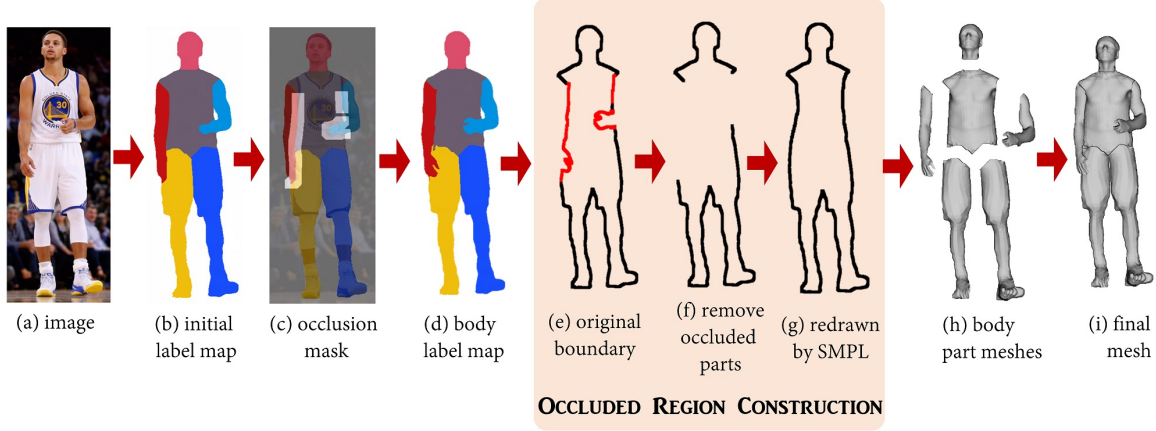 30
WARRI
(a) image
(b) initial
label map
(c) occlusion
mask
(d) body
label map
(e) original
boundary
(f) remove
occluded
parts
(g) redrawn
by SMPL
(h) body
part meshes
(i) final
mesh
OCCLUDED REGION CONSTRUCTION